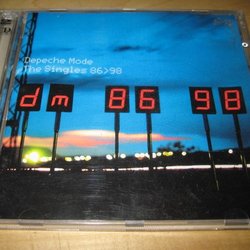 Depeche Mode
The Singles 86>98
dm 86 98